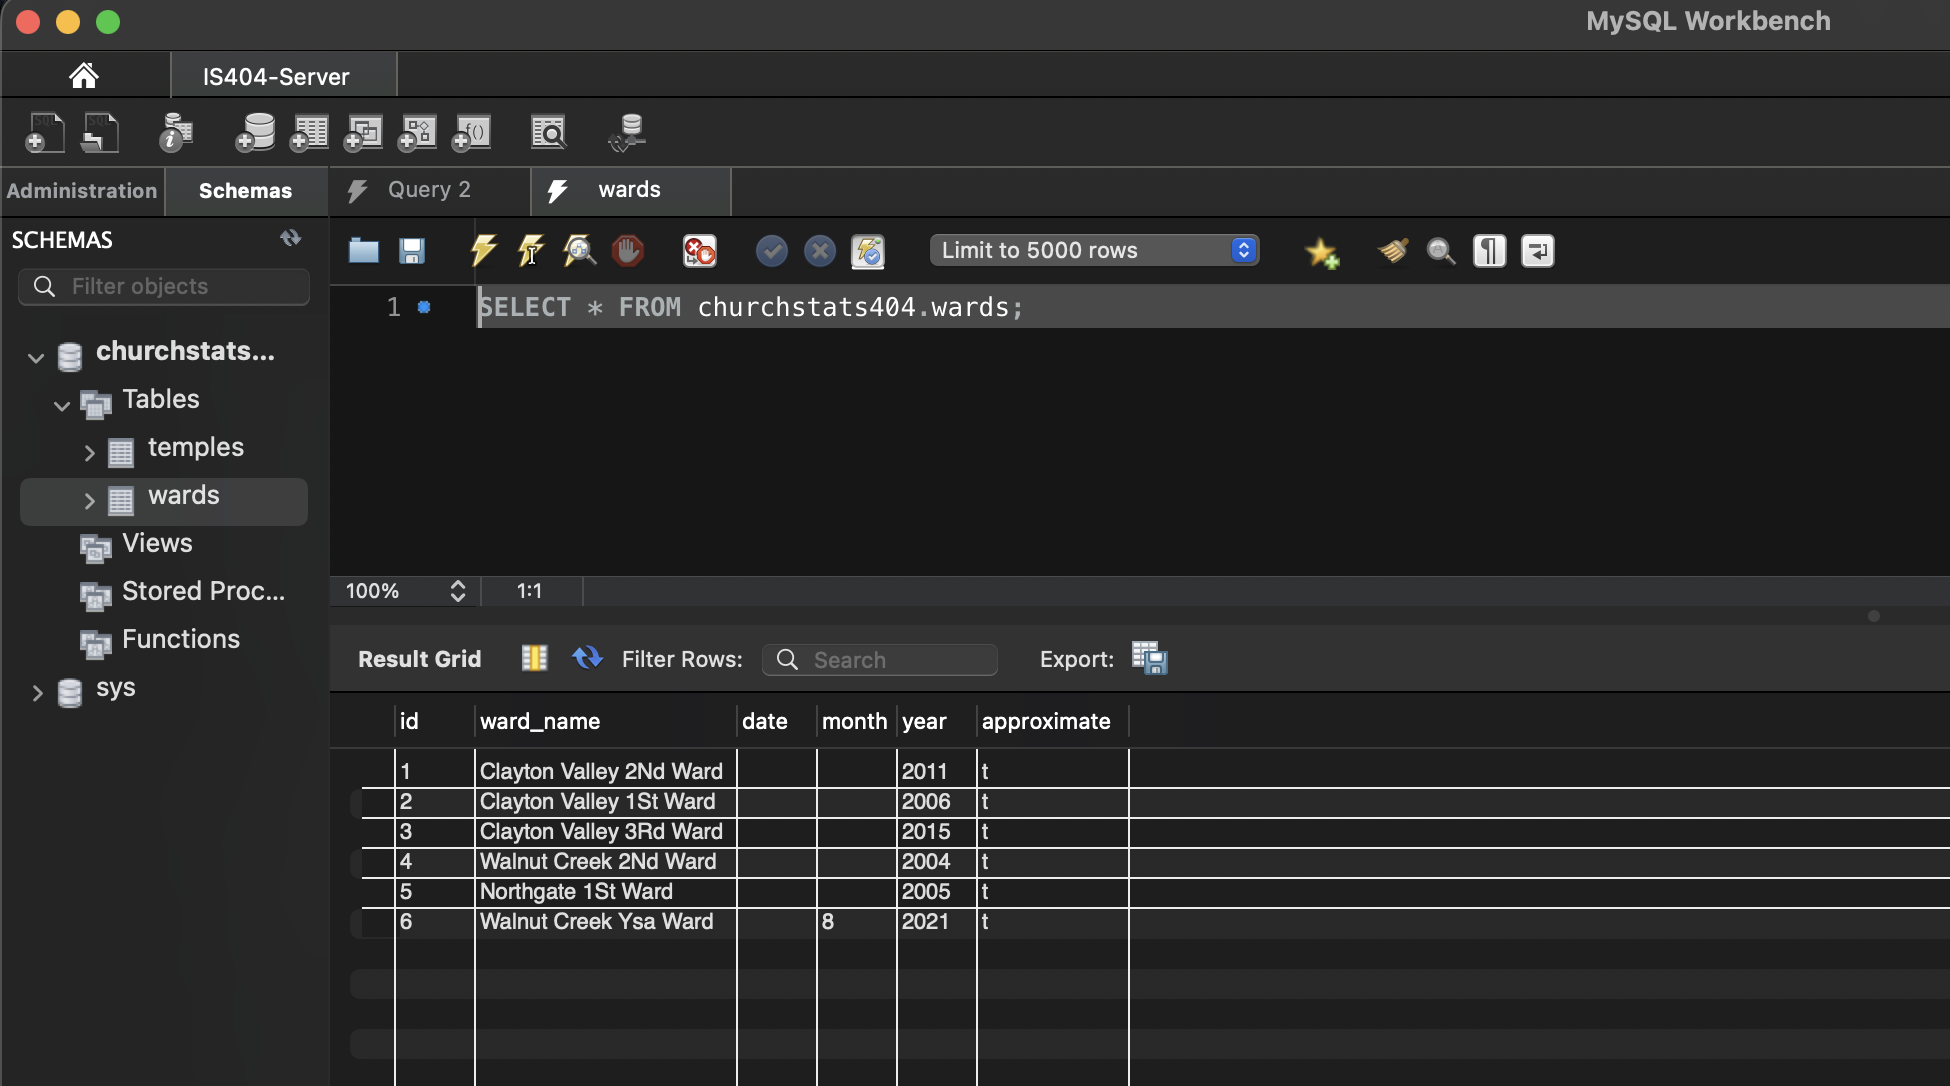 MySQL Workbench
IS404-Server
Administration
Schemas
Query 2
wards
SCHEMAS
Filter objects
churchstats...
Tables
temples
wards
Views
Stored Proc...
Functions
sys
Limit to 5000 rows
1 SELECT * FROM churchstats404.wards;
100% 1:1
Result Grid Filter Rows: Search Export:
id ward_name date month year approximate
1 Clayton Valley 2Nd Ward 2011 t
2 Clayton Valley 1St Ward 2006 t
3 Clayton Valley 3Rd Ward 2015 t
4 Walnut Creek 2Nd Ward 2004 t
5 Northgate 1St Ward 2005 t
6 Walnut Creek Ysa Ward 8 2021 t